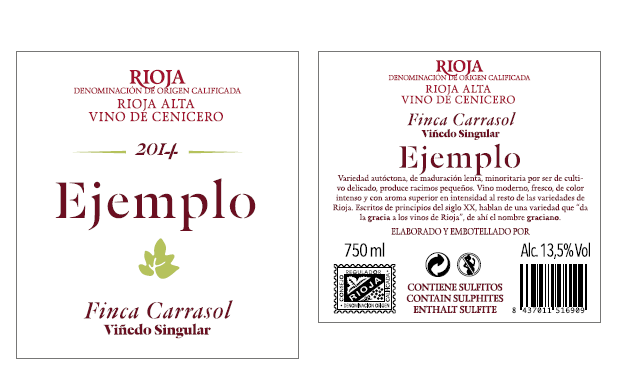 RIOJA
DENOMINACIÓN DE ORIGEN CALIFICADA
RIOJA ALTA
VINO DE CENICERO
2014
Ejemplo
Finca Carrasol
Viñedo Singular
RIOJA
DENOMINACIÓN DE ORIGEN CALIFICADA
RIOJA ALTA
VINO DE CENICERO
Finca Carrasol
Viñedo Singular
Ejemplo
Variedad autóctona, de maduración lenta, minoritaria por ser de culti-
vo delicado, produce racimos pequeños. Vino moderno, fresco, de color
intenso y con aroma superior en intensidad al resto de las variedades de
Rioja. Escritos de principios del siglo XX, hablan de una variedad que "da
la gracia a los vinos de Rioja", de ahí el nombre graciano.
ELABORADO Y EMBOTELLADO POR
750 ml
Alc. 13,5% Vol
CONSEJO REGULADOR
RIOJA
CALIFICADA
DENOMINACIÓN ORIGEN
CONTIENE SULFITOS
CONTAIN SULPHITES
ENTHALT SULFITE
8 437011 516909